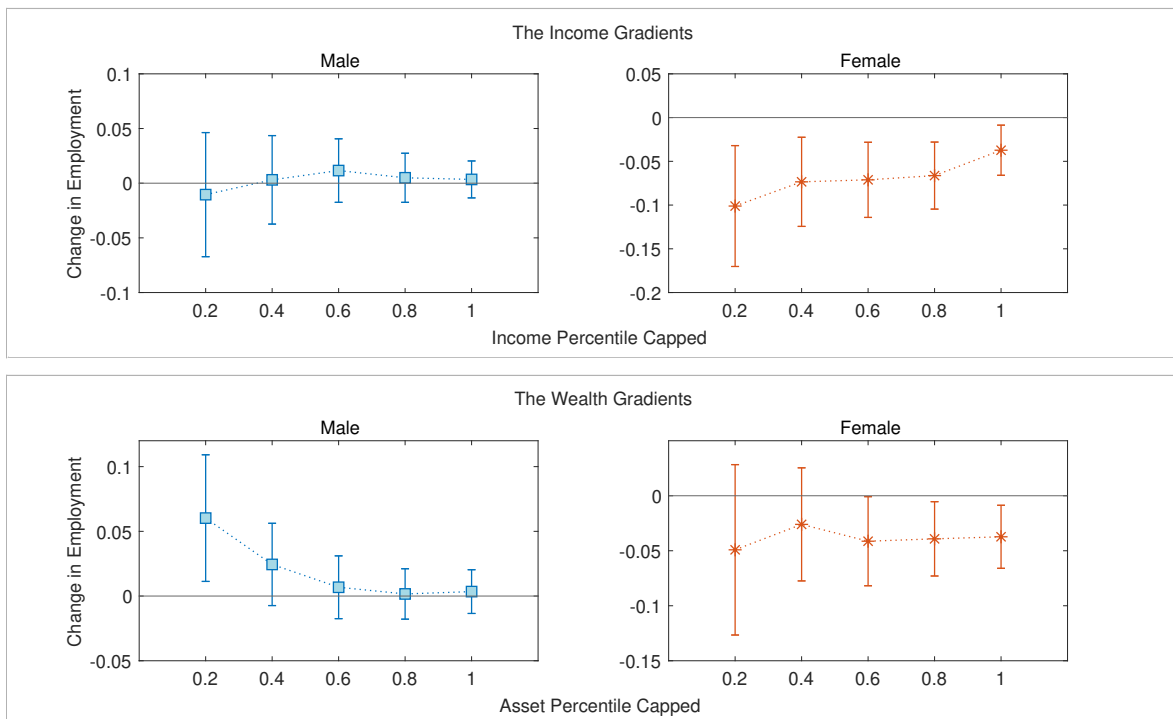 The Income Gradients
Male
Female
Change in Employment
0.1
0.05
0
-0.05
-0.1
0.2 0.4 0.6 0.8 1
0.05
0
-0.05
-0.1
-0.15
-0.2
0.2 0.4 0.6 0.8 1
Income Percentile Capped
The Wealth Gradients
Male
Female
Change in Employment
0.1
0.05
0
-0.05
0.2 0.4 0.6 0.8 1
0
-0.05
-0.1
-0.15
0.2 0.4 0.6 0.8 1
Asset Percentile Capped